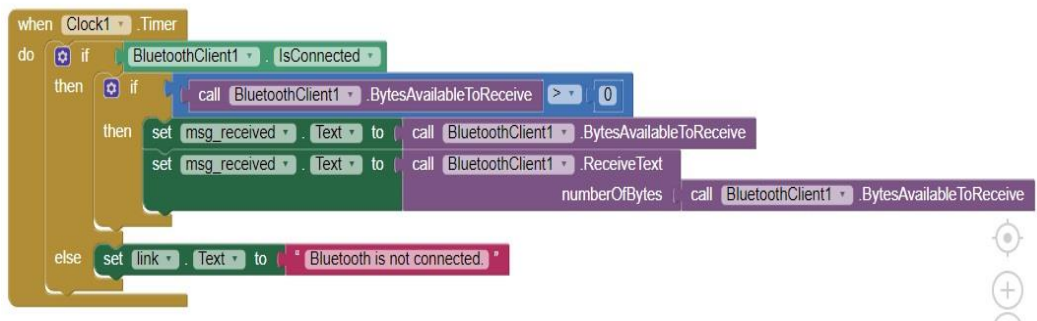 when Clock1 .Timer
do if BluetoothClient1 . IsConnected
then if call BluetoothClient1 .BytesAvailableToReceive > 0
then set msg_received . Text to call BluetoothClient1 .BytesAvailableToReceive
set msg_received . Text to call BluetoothClient1 .ReceiveText
numberOfBytes call BluetoothClient1 .BytesAvailableToReceive
else set link . Text to " Bluetooth is not connected. "